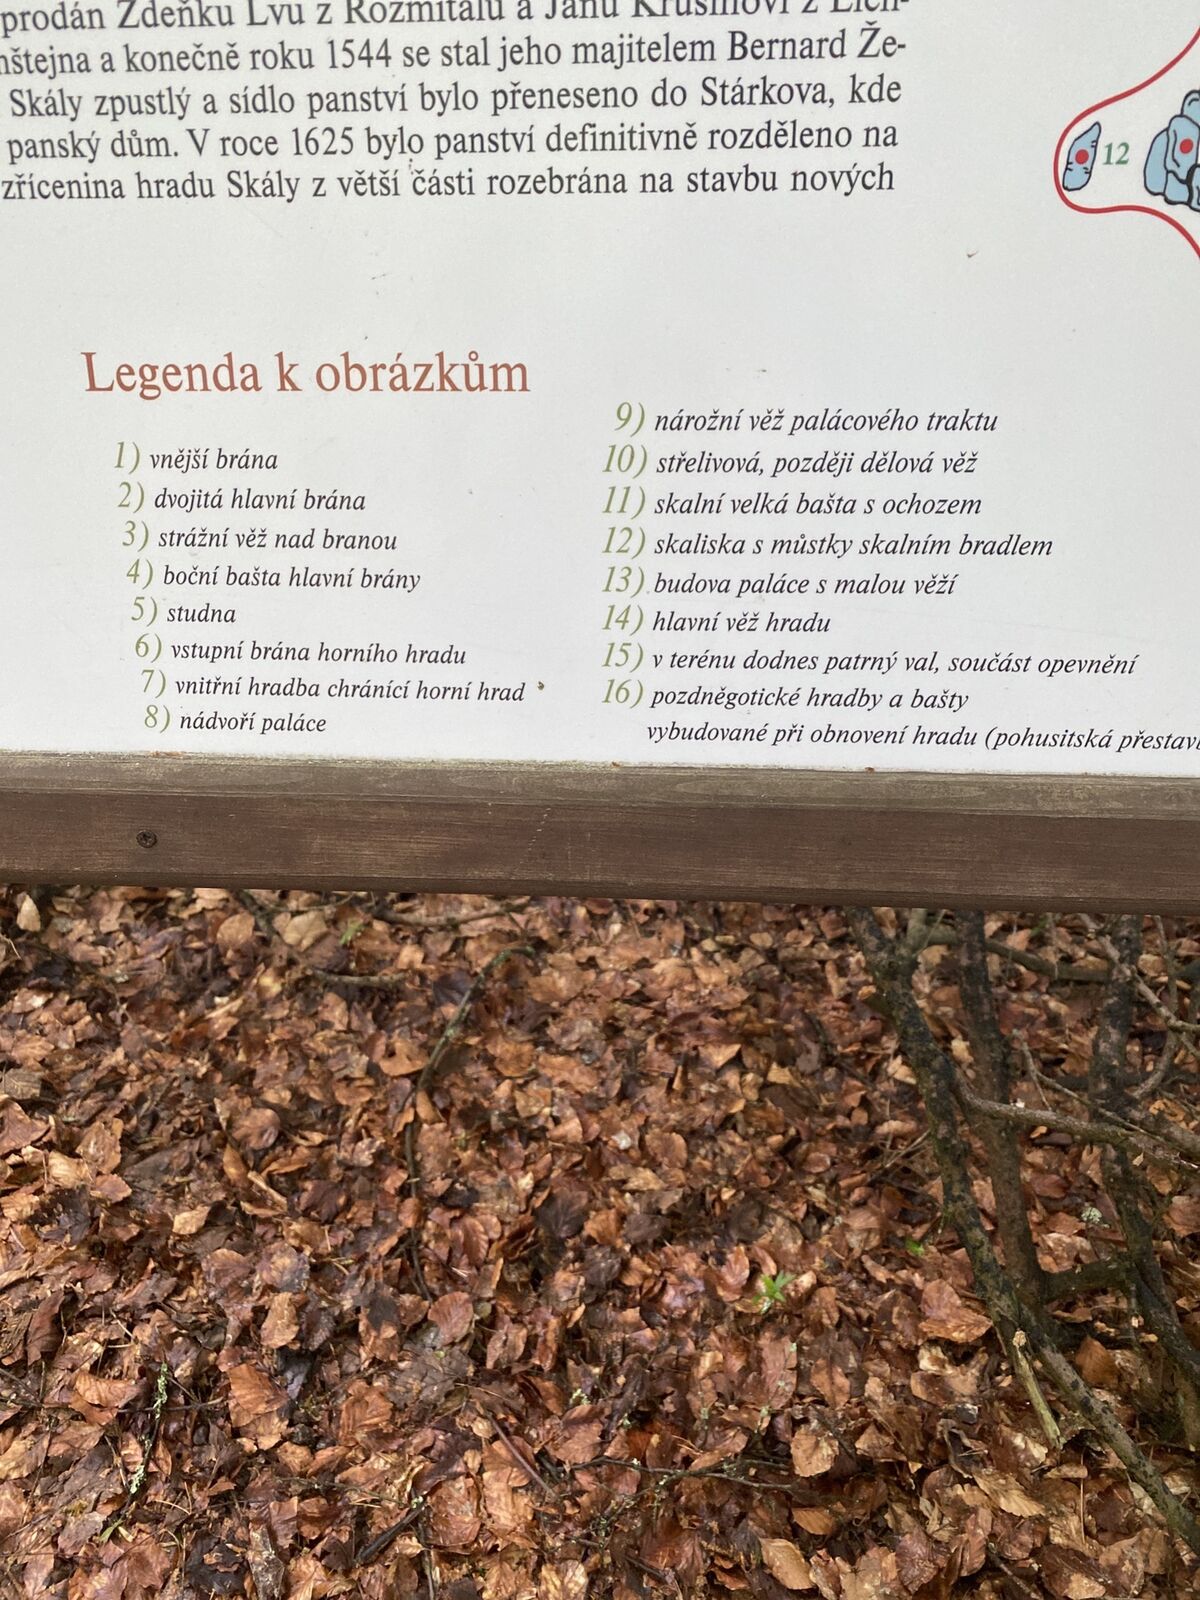 prodán Zdeňku Lvu z Rožmitálu a Janu Krušinovi z Lich-
nštejna a konečně roku 1544 se stal jeho majitelem Bernard Že-
Skály zpustlý a sídlo panství bylo přeneseno do Stárkova, kde
panský dům. V roce 1625 bylo panství definitivně rozděleno na
zřícenina hradu Skály z větší části rozebrána na stavbu nových
12
Legenda k obrázkům
1) vnější brána
2) dvojitá hlavní brána
3) strážní věž nad branou
4) boční bašta hlavní brány
5) studna
6) vstupní brána horního hradu
7) vnitřní hradba chránící horní hrad
8) nádvoří paláce
9) nárožní věž palácového traktu
10) střelivová, později dělová věž
11) skalní velká bašta s ochozem
12) skaliska s můstky skalním bradlem
13) budova paláce s malou věží
14) hlavní věž hradu
15) v terénu dodnes patrný val, součást opevnění
16) pozdněgotické hradby a bašty
vybudované při obnovení hradu (pohusitská